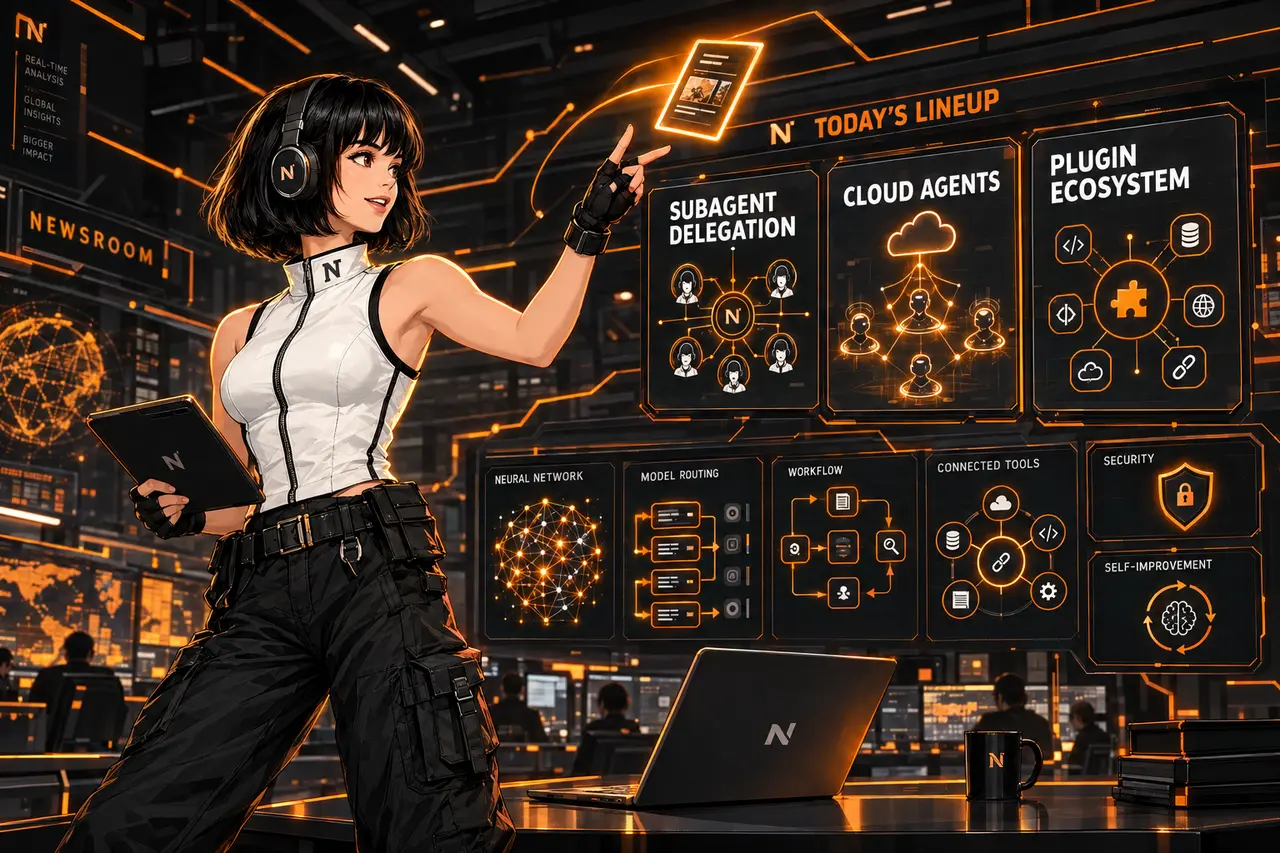 N
REAL-TIME
ANALYSIS
GLOBAL
INSIGHTS
BIGGER
IMPACT
NEWSROOM
N
N
N
N TODAY'S LINEUP
SUBAGENT
DELEGATION
N
CLOUD AGENTS
PLUGIN
ECOSYSTEM
</>
NEURAL NETWORK
MODEL ROUTING
WORKFLOW
CONNECTED TOOLS
</>
SECURITY
SELF-IMPROVEMENT
N
N